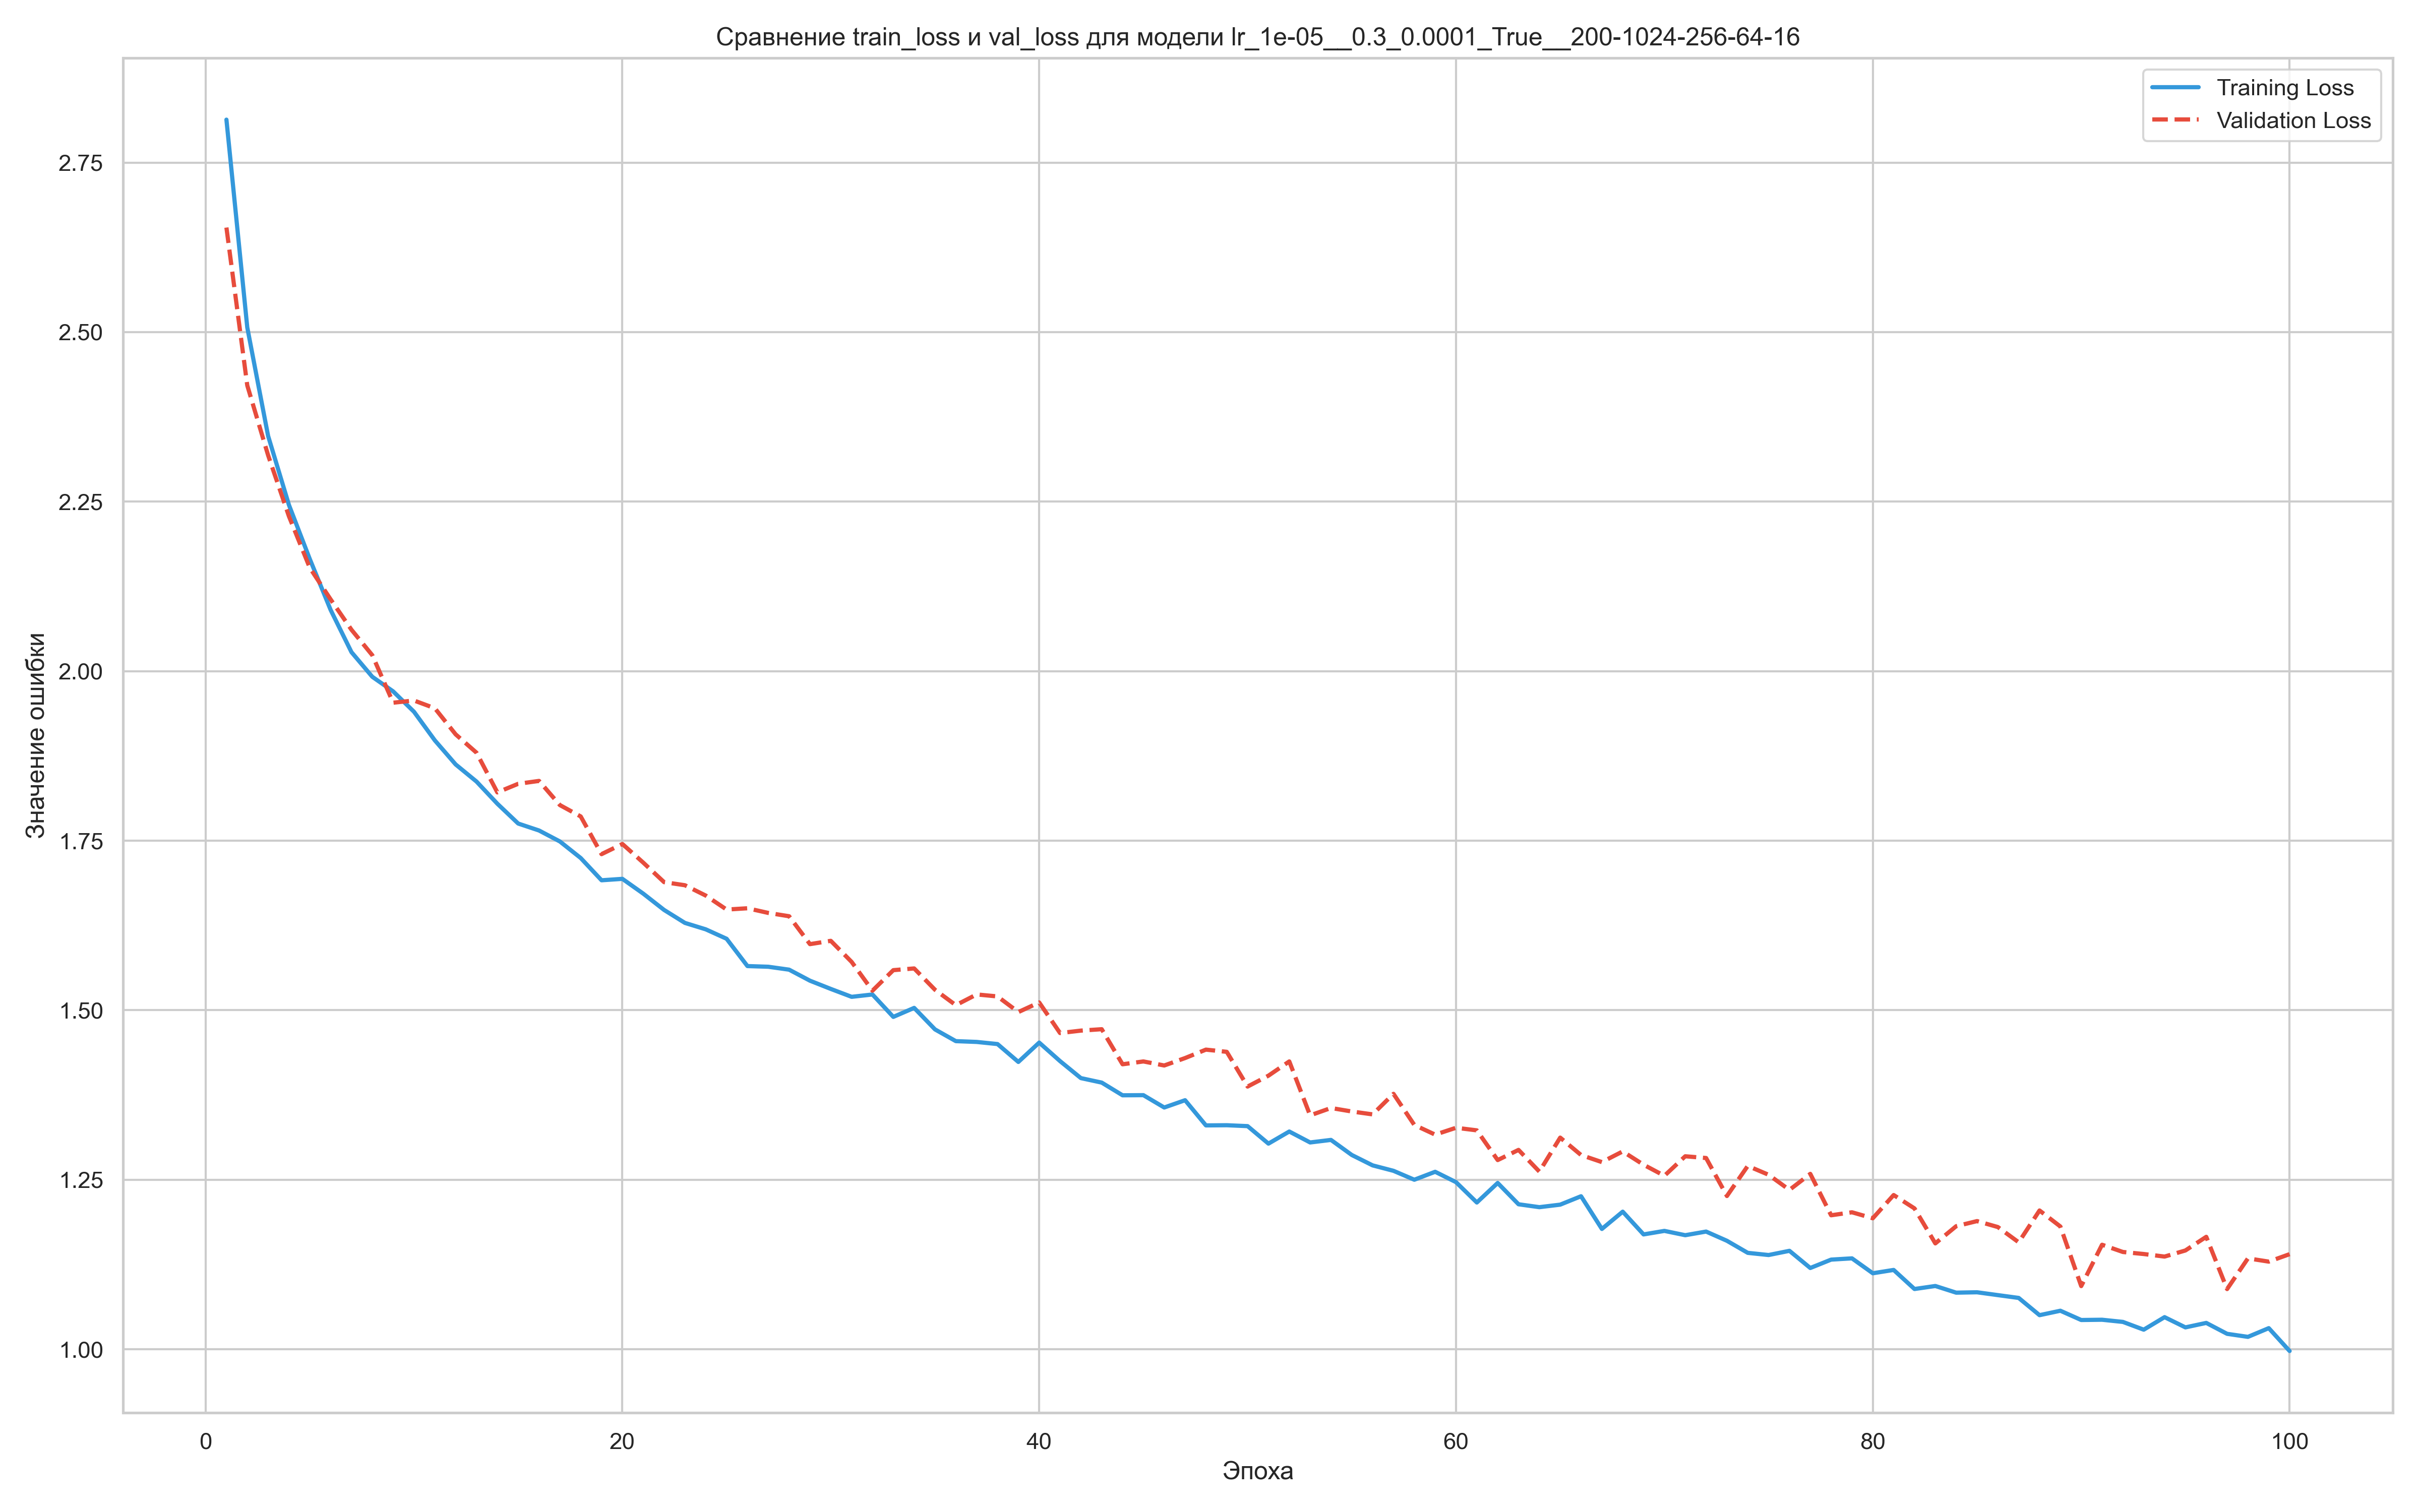 Сравнение train_loss и val_loss для модели lr_1e-05__0.3_0.0001_True__200-1024-256-64-16
Training Loss
Validation Loss
2.75
2.50
2.25
2.00
1.75
1.50
1.25
1.00
Значение ошибки
0 20 40 60 80 100
Эпоха